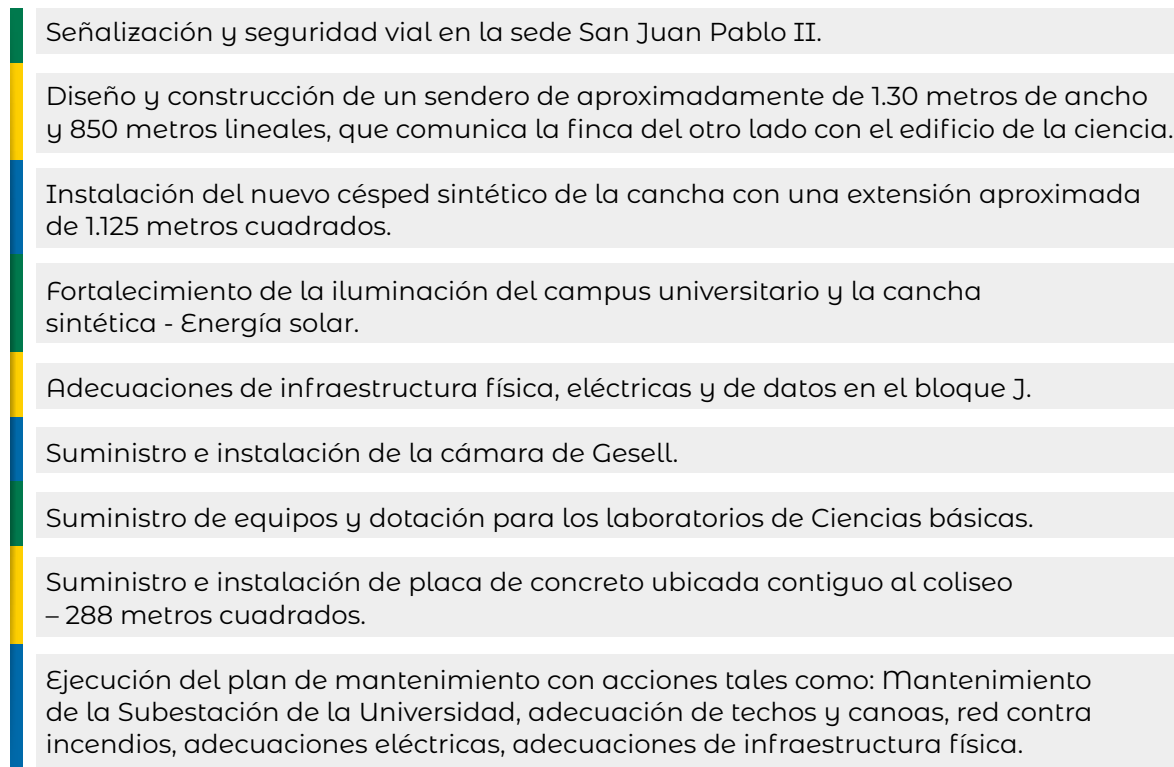 Señalización y seguridad vial en la sede San Juan Pablo II.
Diseño y construcción de un sendero de aproximadamente de 1.30 metros de ancho
y 850 metros lineales, que comunica la finca del otro lado con el edificio de la ciencia.
Instalación del nuevo césped sintético de la cancha con una extensión aproximada
de 1.125 metros cuadrados.
Fortalecimiento de la iluminación del campus universitario y la cancha
sintética - Energía solar.
Adecuaciones de infraestructura física, eléctricas y de datos en el bloque J.
Suministro e instalación de la cámara de Gesell.
Suministro de equipos y dotación para los laboratorios de Ciencias básicas.
Suministro e instalación de placa de concreto ubicada contiguo al coliseo
– 288 metros cuadrados.
Ejecución del plan de mantenimiento con acciones tales como: Mantenimiento
de la Subestación de la Universidad, adecuación de techos y canoas, red contra
incendios, adecuaciones eléctricas, adecuaciones de infraestructura física.